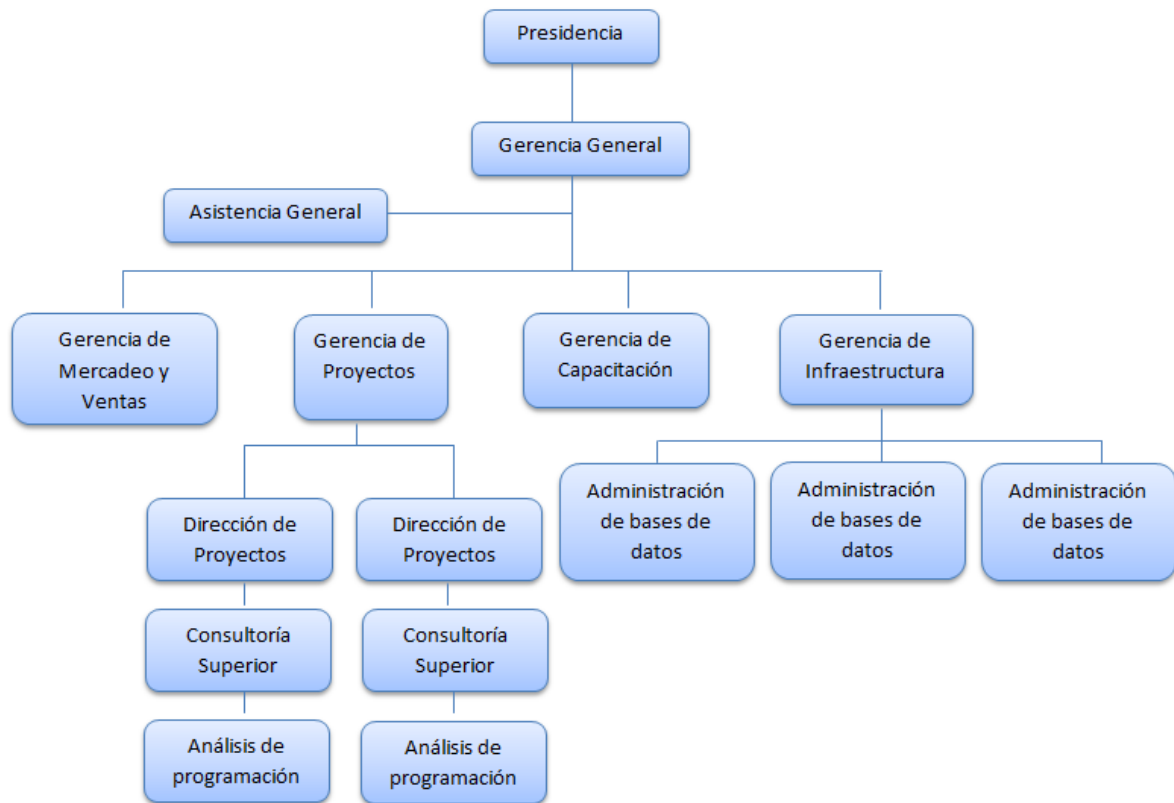 Presidencia
Gerencia General
Asistencia General
Gerencia de
Mercadeo y
Ventas
Gerencia de
Proyectos
Gerencia de
Capacitación
Gerencia de
Infraestructura
Dirección de
Proyectos
Dirección de
Proyectos
Administración
de bases de
datos
Administración
de bases de
datos
Administración
de bases de
datos
Consultoría
Superior
Consultoría
Superior
Análisis de
programación
Análisis de
programación